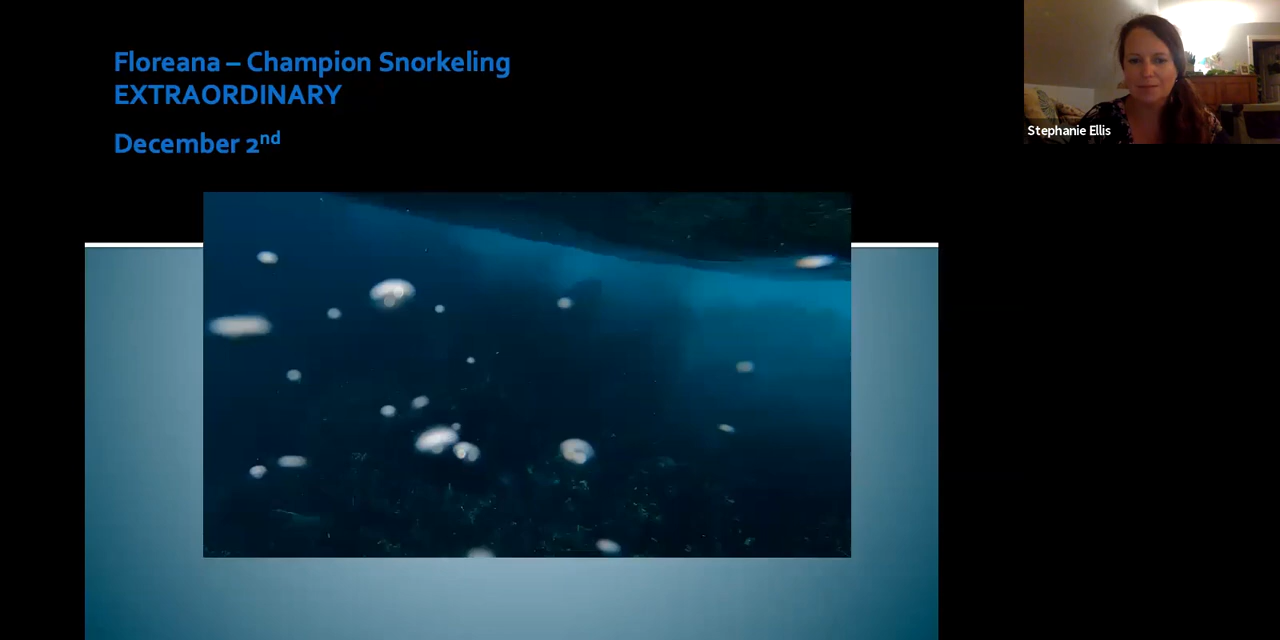 Floreana – Champion Snorkeling
EXTRAORDINARY
December 2nd
Stephanie Ellis